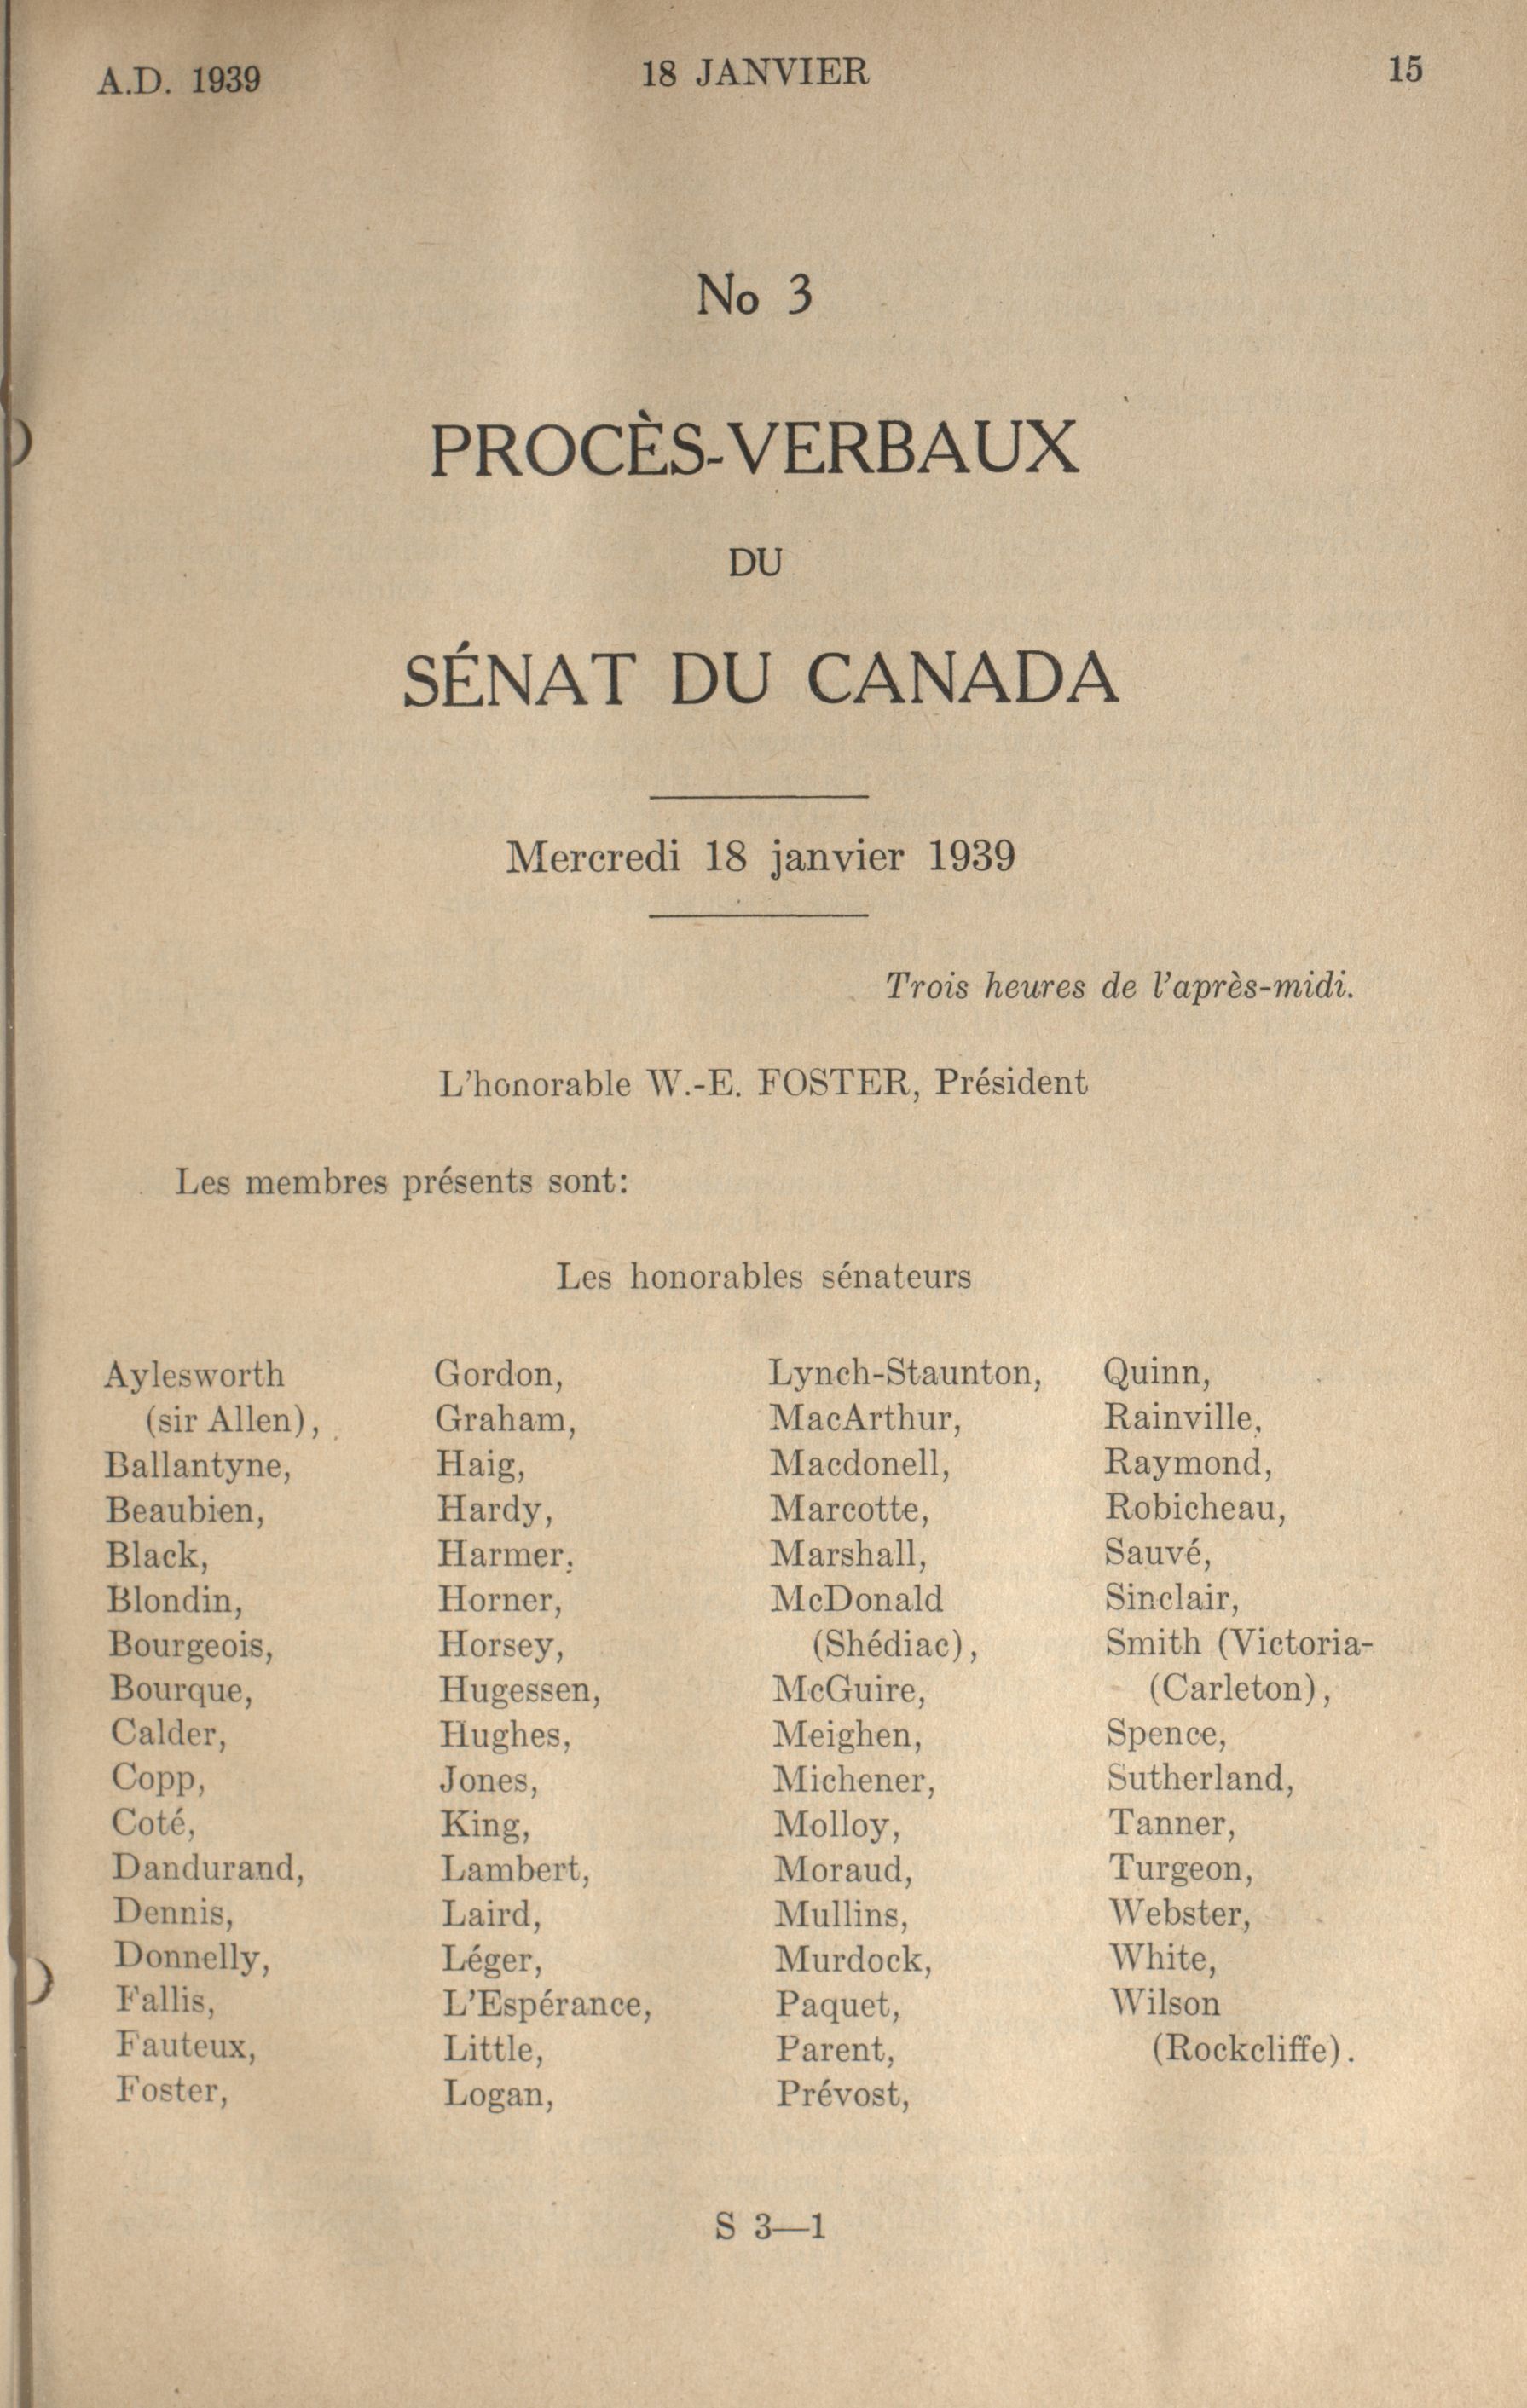 A.D. 1939
18 JANVIER
15
No 3
PROCÈS-VERBAUX
DU
SÉNAT DU CANADA
Mercredi 18 janvier 1939
Trois heures de l'après-midi.
L'honorable W.-E. FOSTER, Président
Les membres présents sont:
Les honorables sénateurs
Aylesworth
(sir Allen),
Ballantyne,
Beaubien,
Black,
Blondin,
Bourgeois,
Bourque,
Calder,
Copp,
Coté,
Dandurand,
Dennis,
Donnelly,
Fallis,
Fauteux,
Foster,
Gordon,
Graham,
Haig,
Hardy,
Harmer,
Horner,
Horsey,
Hugessen,
Hughes,
Jones,
King,
Lambert,
Laird,
Léger,
L'Espérance,
Little,
Logan,
Lynch-Staunton,
MacArthur,
Macdonell,
Marcotte,
Marshall,
McDonald
(Shédiac),
McGuire,
Meighen,
Michener,
Molloy,
Moraud,
Mullins,
Murdock,
Paquet,
Parent,
Prévost,
Quinn,
Rainville,
Raymond,
Robicheau,
Sauvé,
Sinclair,
Smith (Victoria-
(Carleton),
Spence,
Sutherland,
Tanner,
Turgeon,
Webster,
White,
Wilson
(Rockcliffe).
S 3—1